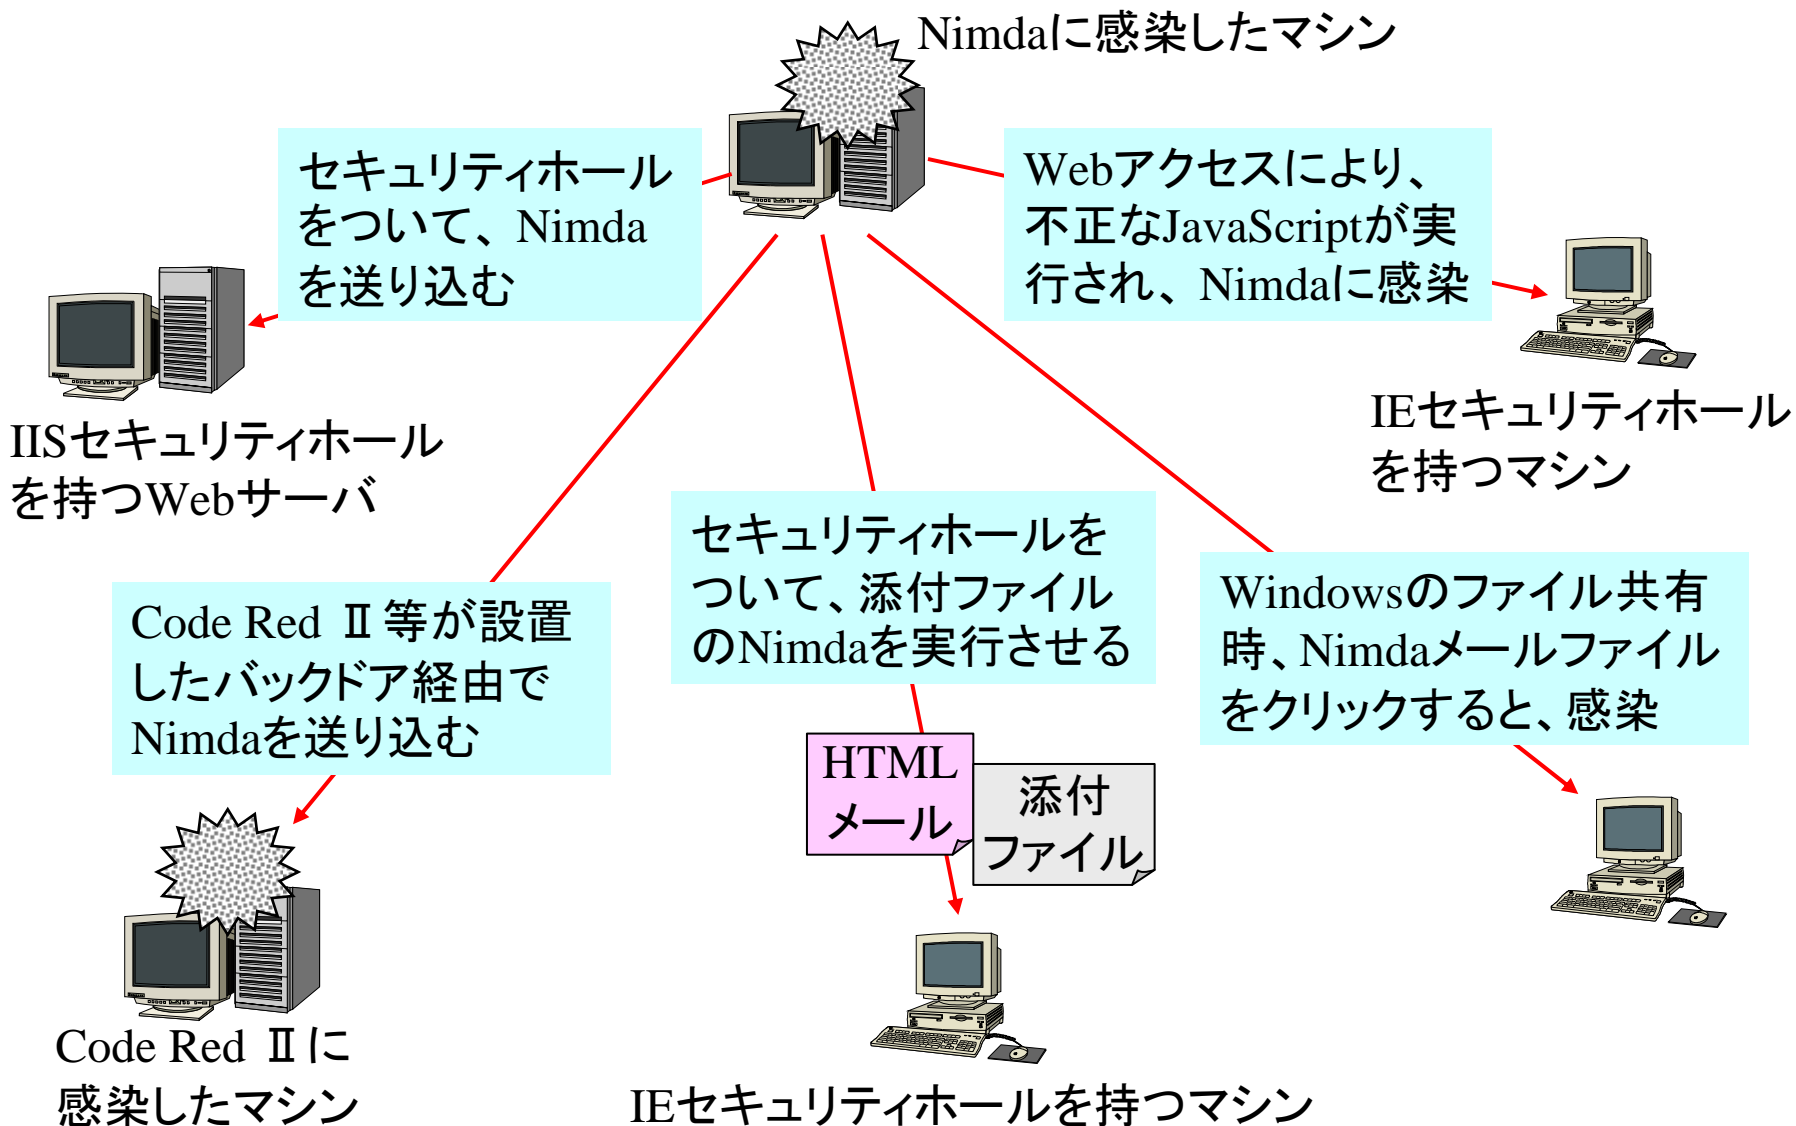 Nimdaに感染したマシン
セキュリティホール
をついて、Nimda
を送り込む
Webアクセスにより、
不正なJavaScriptが実
行され、Nimdaに感染
IISセキュリティホール
を持つWebサーバ
IEセキュリティホール
を持つマシン
Code Red Ⅱ等が設置
したバックドア経由で
Nimdaを送り込む
セキュリティホールを
ついて、添付ファイル
のNimdaを実行させる
Windowsのファイル共有
時、Nimdaメールファイル
をクリックすると、感染
HTML
メール
添付
ファイル
Code Red Ⅱに
感染したマシン
IEセキュリティホールを持つマシン